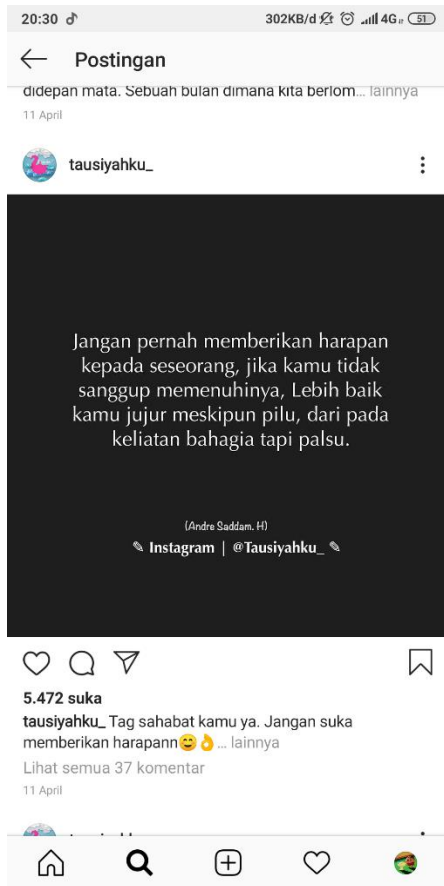 20:30 302KB/d 4G 51
Postingan
didepan mata. Sebuah bulan dimana kita berlom... lainnya
11 April
tausiyahku_
Jangan pernah memberikan harapan
kepada seseorang, jika kamu tidak
sanggup memenuhinya, Lebih baik
kamu jujur meskipun pilu, dari pada
keliatan bahagia tapi palsu.
(Andre Saddam. H)
✎ Instagram | @Tausiyahku_ ✎
5.472 suka
tausiyahku_ Tag sahabat kamu ya. Jangan suka
memberikan harapann😊👌 ... lainnya
Lihat semua 37 komentar
11 April